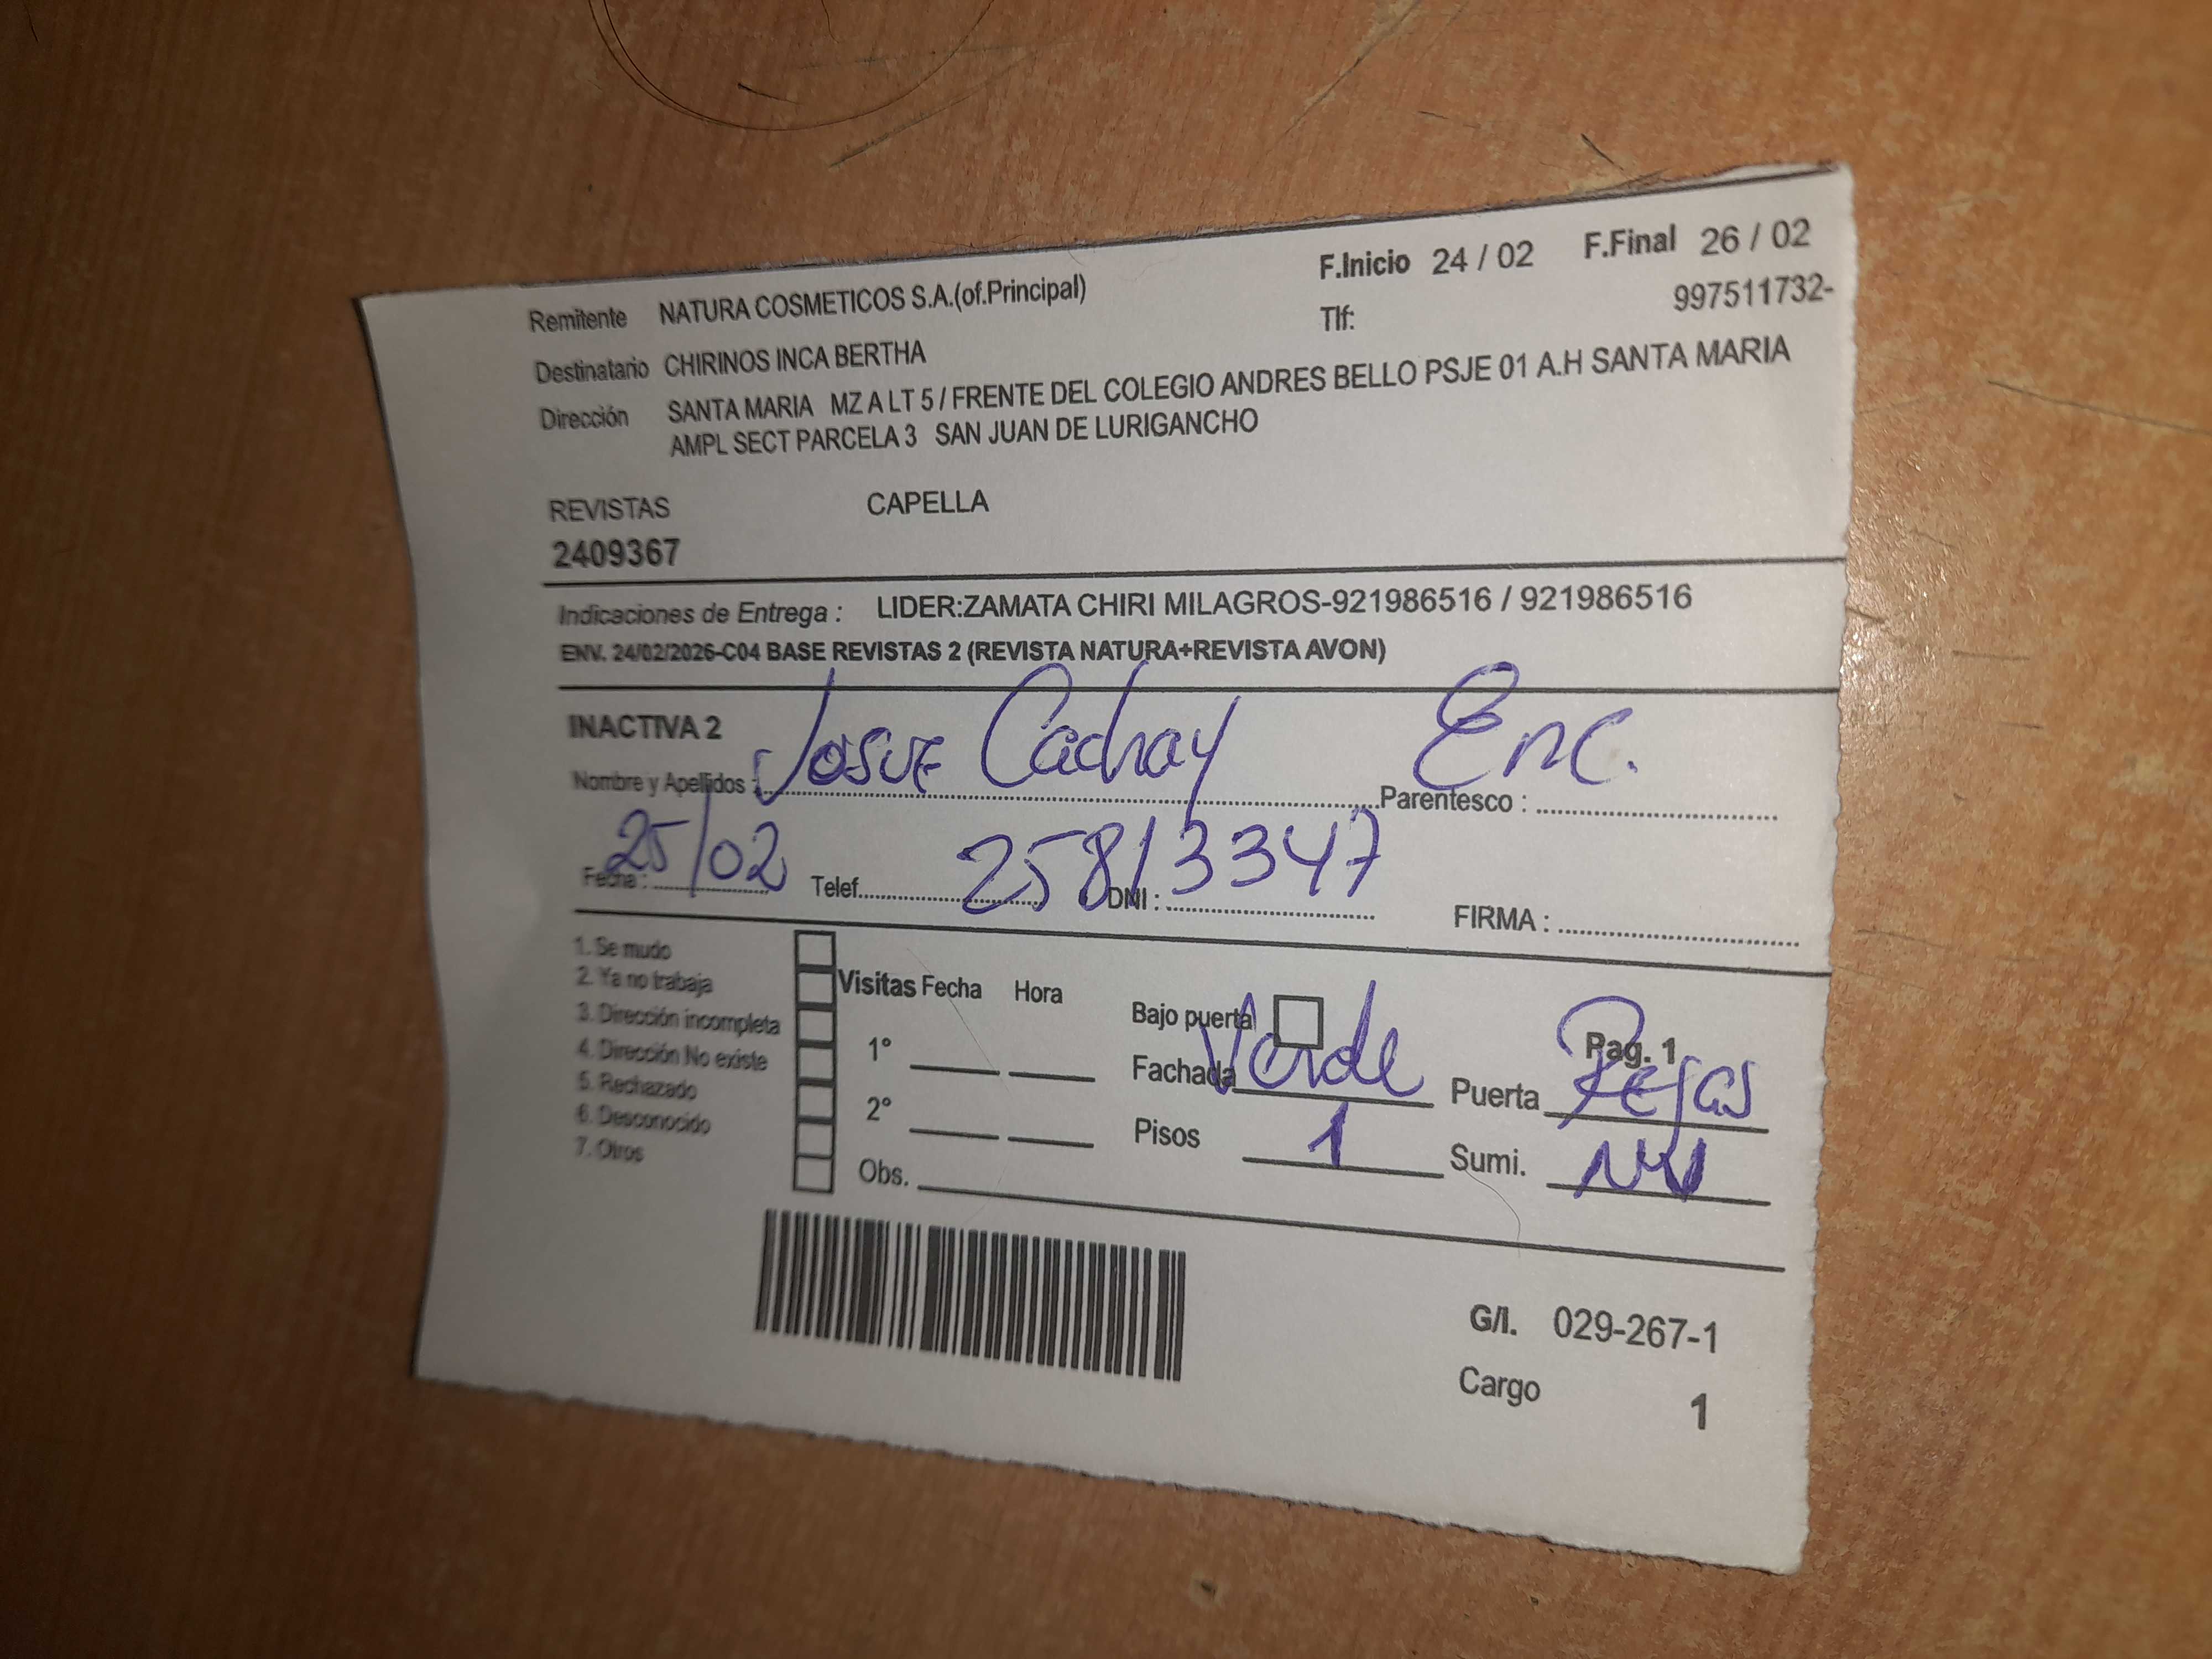 Remitente NATURA COSMETICOS S.A.(of.Principal) F.Inicio 24 / 02 F.Final 26 / 02
Tlf: 997511732-
Destinatario CHIRINOS INCA BERTHA
Dirección SANTA MARIA MZ A LT 5 / FRENTE DEL COLEGIO ANDRES BELLO PSJE 01 A.H SANTA MARIA
AMPL SECT PARCELA 3 SAN JUAN DE LURIGANCHO
REVISTAS CAPELLA
2409367
Indicaciones de Entrega : LIDER:ZAMATA CHIRI MILAGROS-921986516 / 921986516
ENV. 24/02/2026-C04 BASE REVISTAS 2 (REVISTA NATURA+REVISTA AVON)
INACTIVA 2
Nombre y Apellidos : Josue Cachay Parentesco : Enc.
Fecha : 25/02 Telef. DNI : 25813347 FIRMA :
1. Se mudo
2. Ya no trabaja
3. Dirección incompleta
4. Dirección No existe
5. Rechazado
6. Desconocido
7. Otros
Visitas Fecha Hora
1°
2°
Obs.
Bajo puerta Pag. 1
Fachada Verde Puerta Rejas
Pisos 1 Sumi.
G/I. 029-267-1
Cargo 1